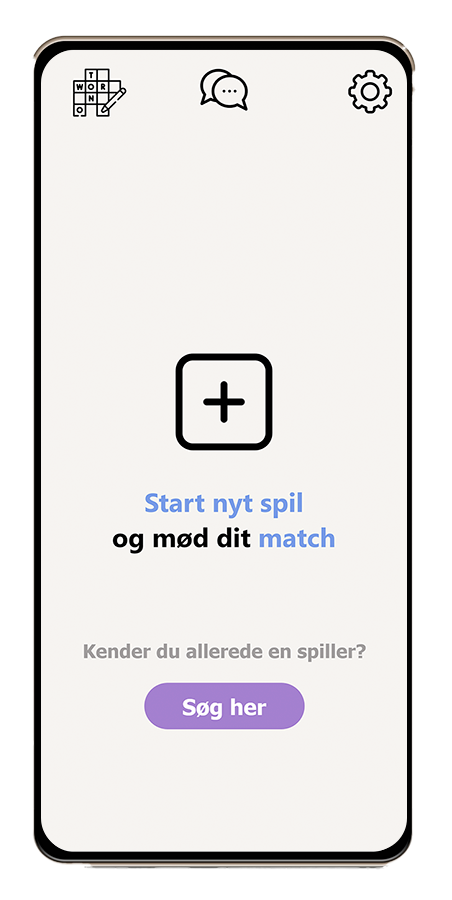 T
WOR
N
O
Start nyt spil
og mød dit match
Kender du allerede en spiller?
Søg her